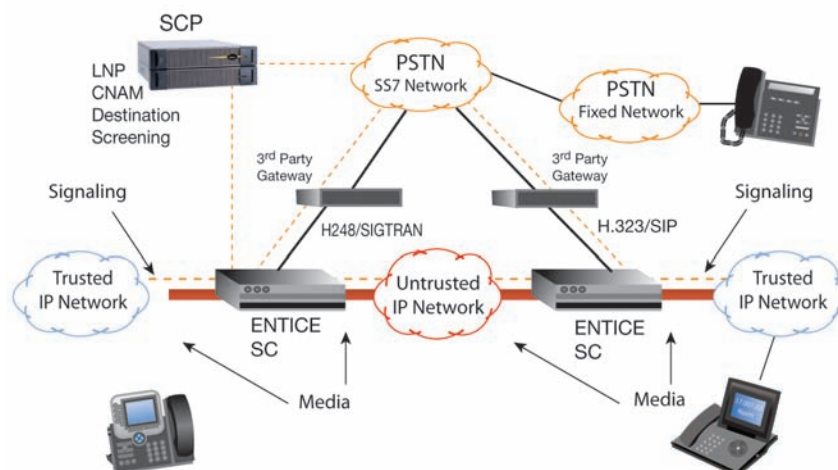 SCP
LNP
CNAM
Destination
Screening
PSTN
SS7 Network
PSTN
Fixed Network
3rd Party
Gateway
3rd Party
Gateway
Signaling
H248/SIGTRAN
H.323/SIP
Signaling
Trusted
IP Network
Untrusted
IP Network
Trusted
IP Network
ENTICE
SC
ENTICE
SC
Media
Media